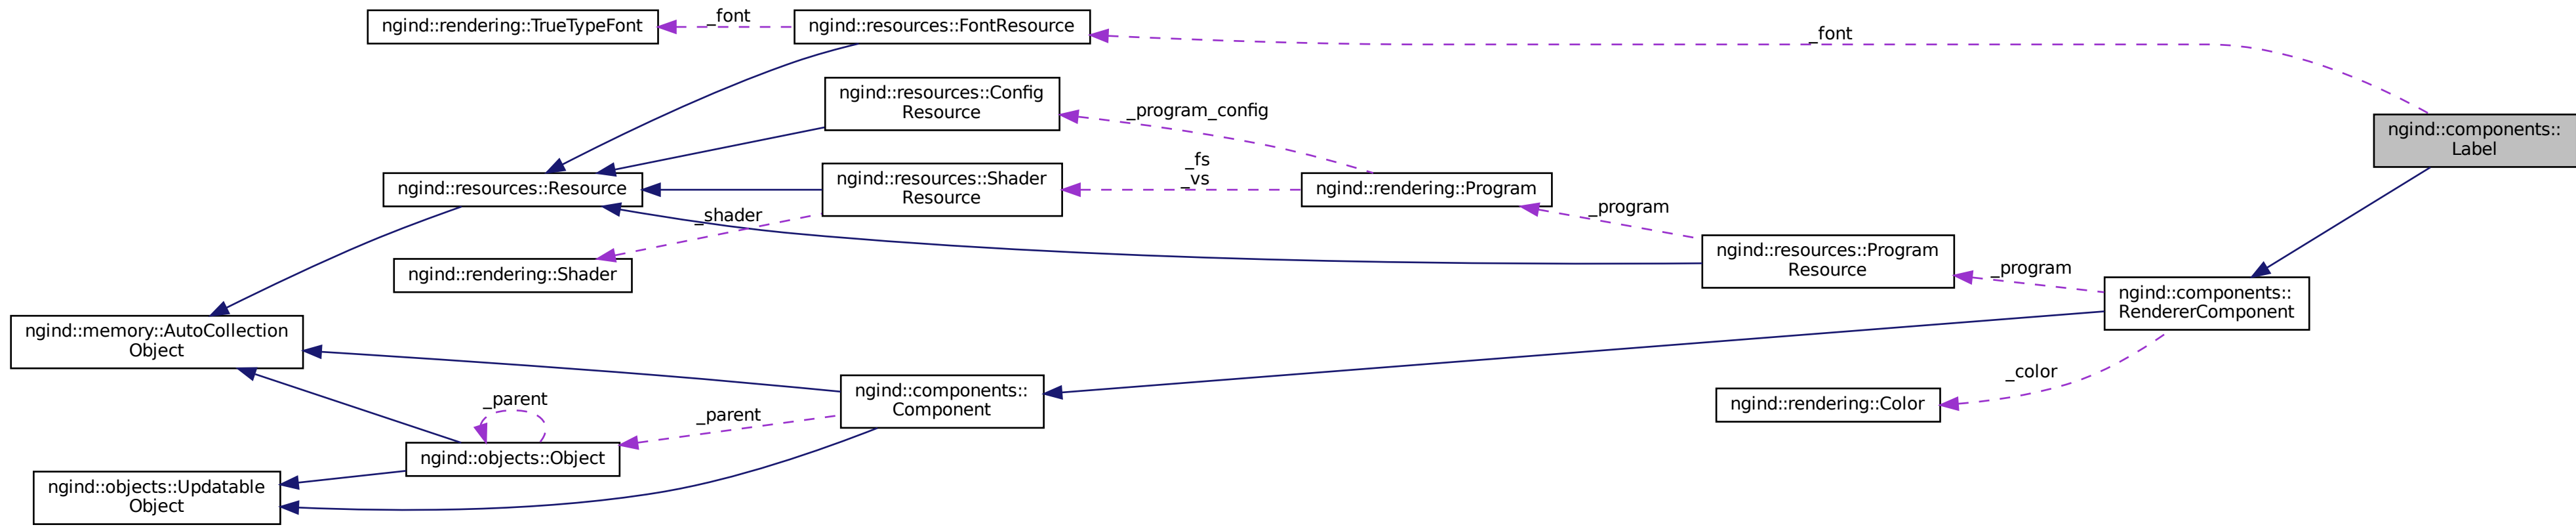 ngind::rendering::TrueTypeFont
_font
ngind::resources::FontResource
_font
ngind::resources::Config
Resource
_program_config
ngind::components::
Label
ngind::resources::Resource
ngind::resources::Shader
Resource
_fs
_vs
ngind::rendering::Program
_shader
_program
ngind::rendering::Shader
ngind::resources::Program
Resource
_program
ngind::components::
RendererComponent
ngind::memory::AutoCollection
Object
_color
ngind::components::
Component
ngind::rendering::Color
_parent
_parent
ngind::objects::Object
ngind::objects::Updatable
Object